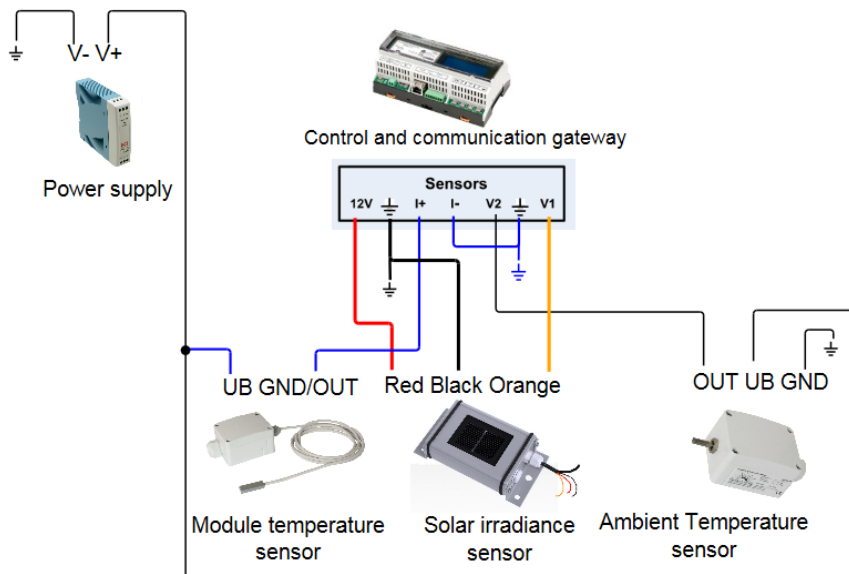 V- V+
Power supply
Control and communication gateway
Sensors
12V I+ I- V2 V1
UB GND/OUT
Red Black Orange
OUT UB GND
Module temperature
sensor
Solar irradiance
sensor
Ambient Temperature
sensor